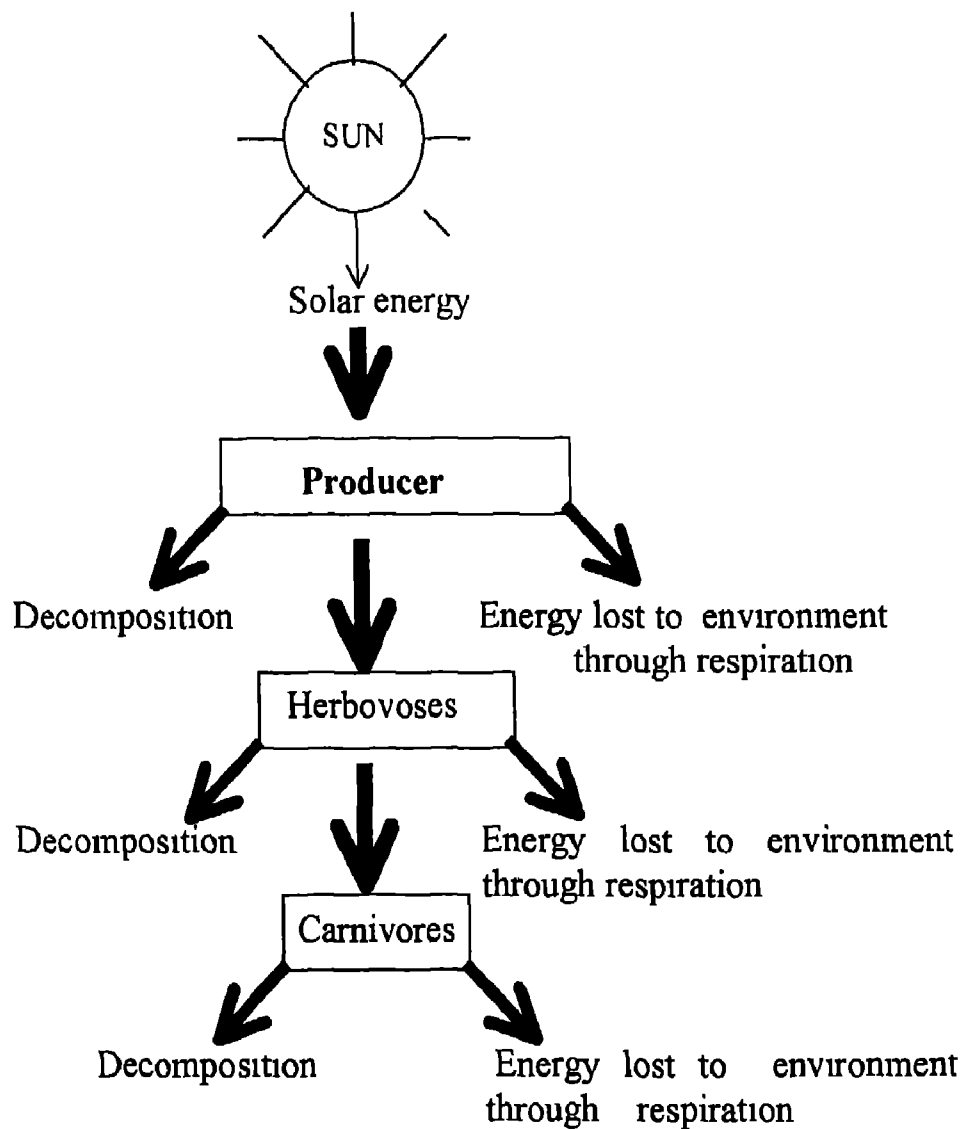 SUN
Solar energy
Producer
Decomposition
Energy lost to environment
through respiration
Herbovoses
Decomposition
Energy lost to environment
through respiration
Carnivores
Decomposition
Energy lost to environment
through respiration